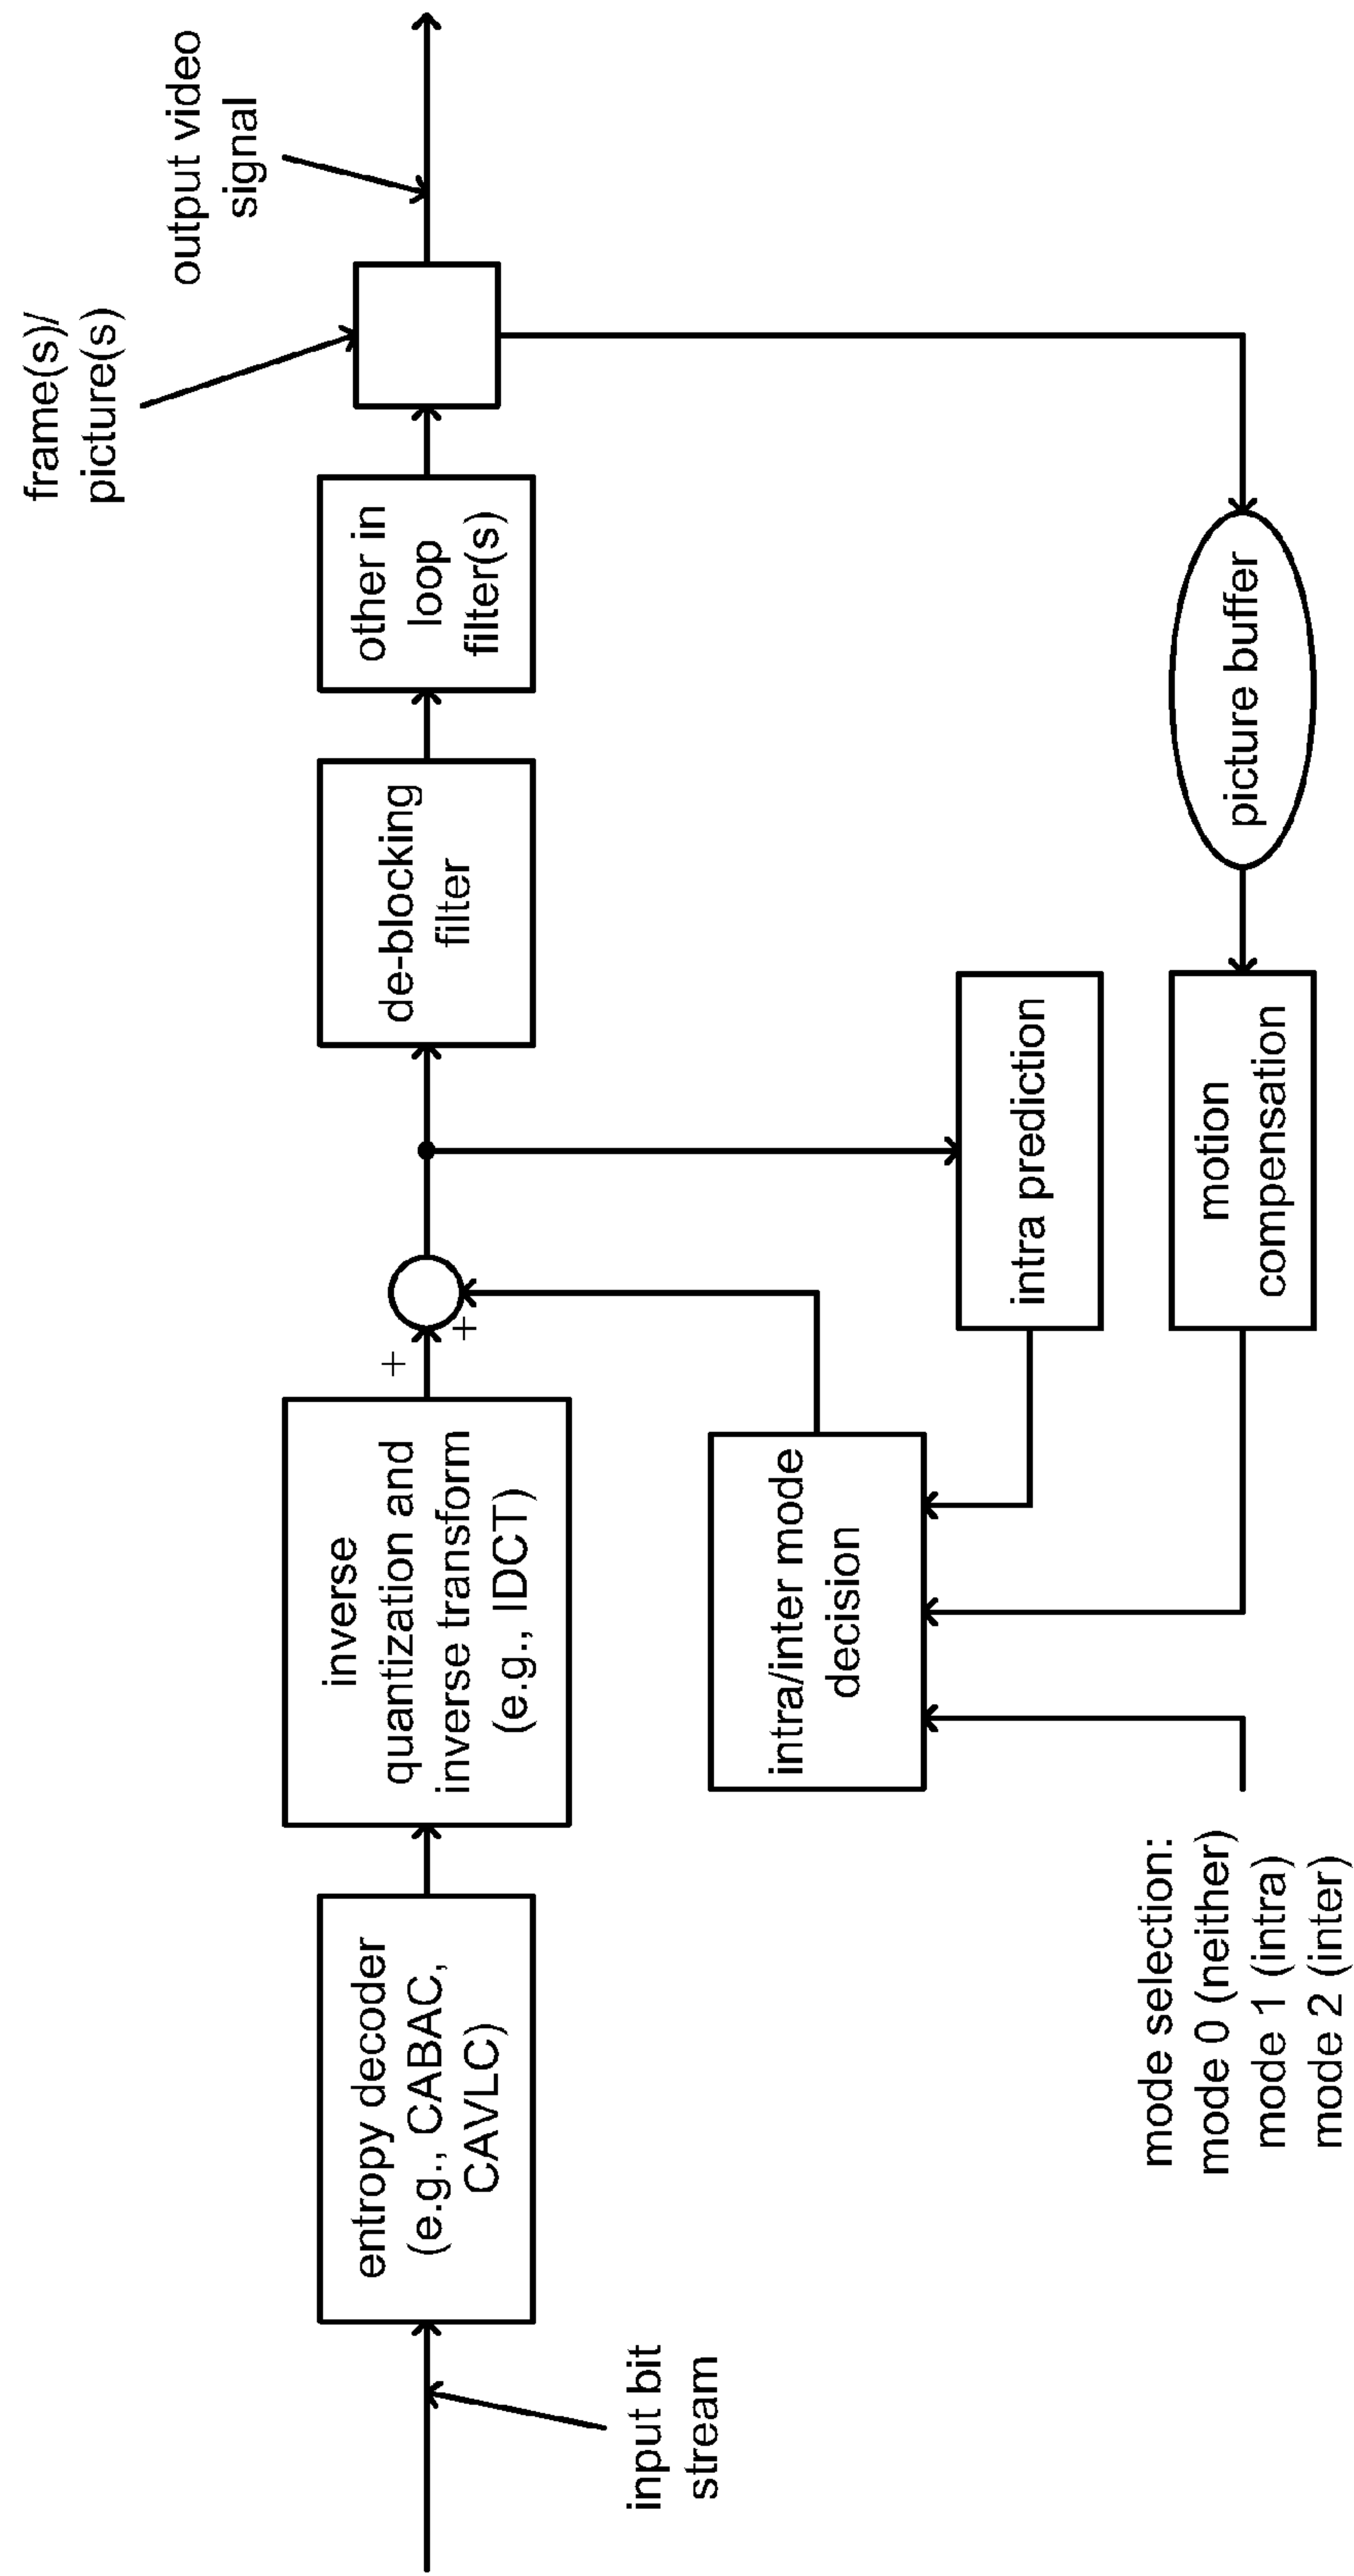 input bit
stream
entropy decoder
(e.g., CABAC,
CAVLC)
inverse
quantization and
inverse transform
(e.g., IDCT)
+
+
de-blocking
filter
other in
loop
filter(s)
frame(s)/
picture(s)
output video
signal
intra/inter mode
decision
intra prediction
motion
compensation
picture buffer
mode selection:
mode 0 (neither)
mode 1 (intra)
mode 2 (inter)